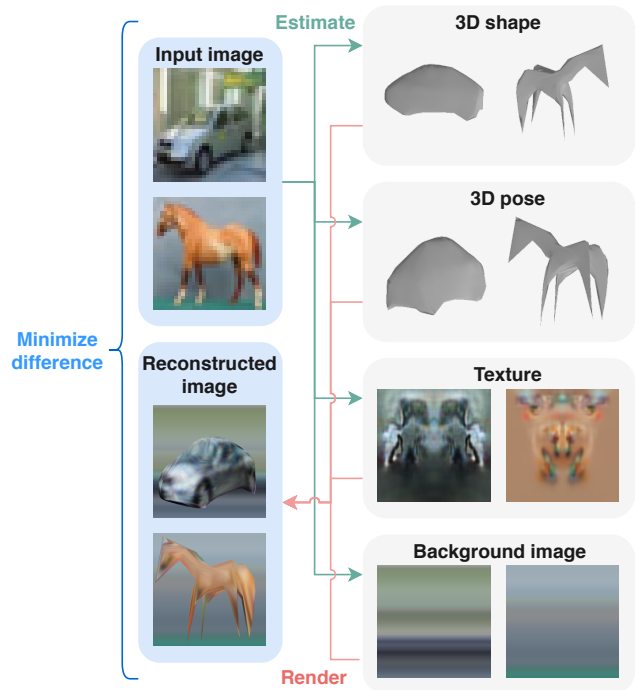 Estimate
Input image
3D shape
3D pose
Minimize
difference
Reconstructed
image
Texture
Background image
Render